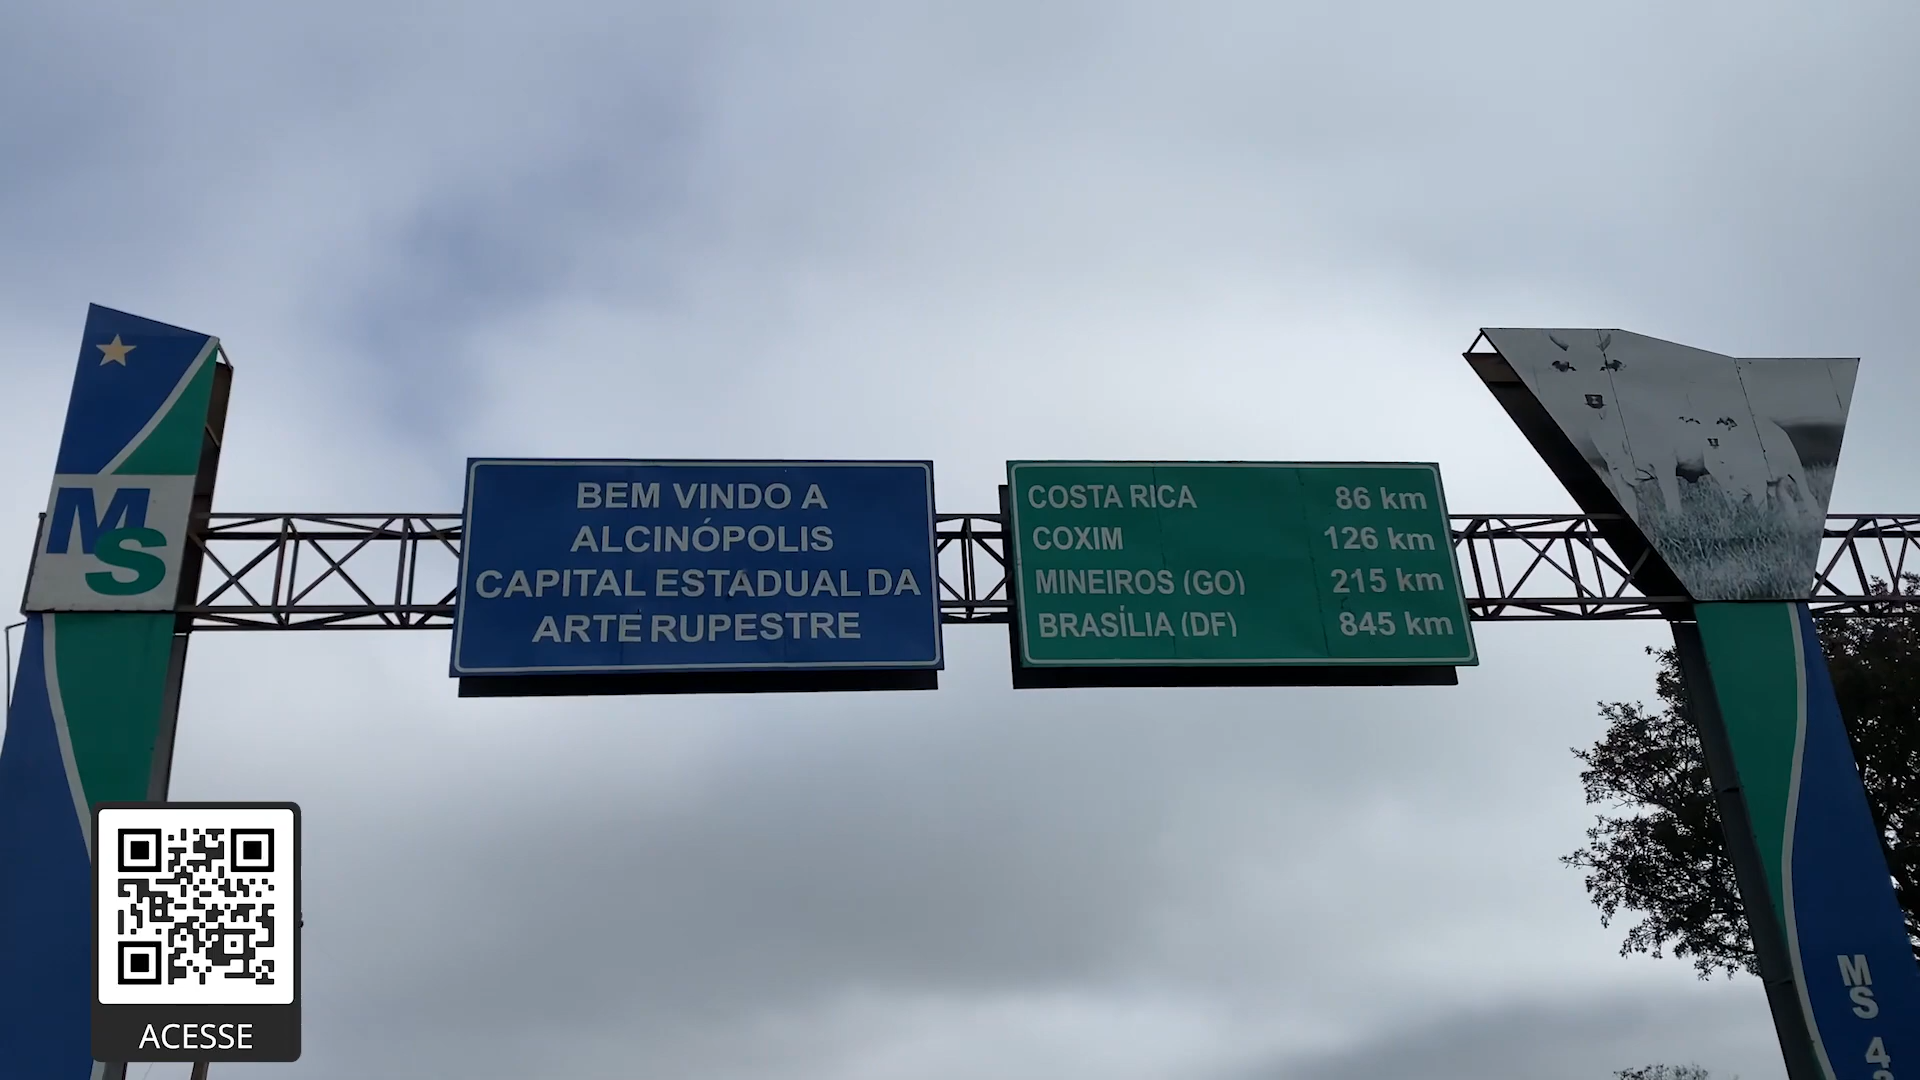 MS
BEM VINDO A
ALCINÓPOLIS
CAPITAL ESTADUAL DA
ARTE RUPESTRE
COSTA RICA 86 km
COXIM 126 km
MINEIROS (GO) 215 km
BRASÍLIA (DF) 845 km
MS
ACESSE